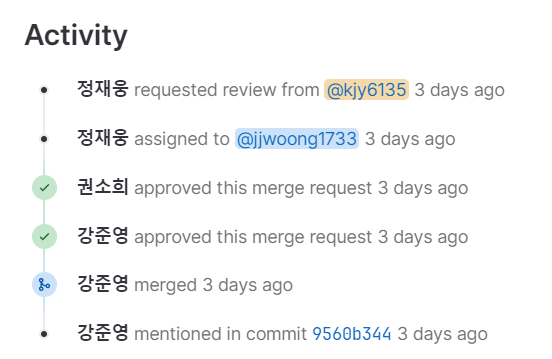 Activity
정재웅 requested review from @kjy6135 3 days ago
정재웅 assigned to @jjwoong1733 3 days ago
권소희 approved this merge request 3 days ago
강준영 approved this merge request 3 days ago
강준영 merged 3 days ago
강준영 mentioned in commit 9560b344 3 days ago